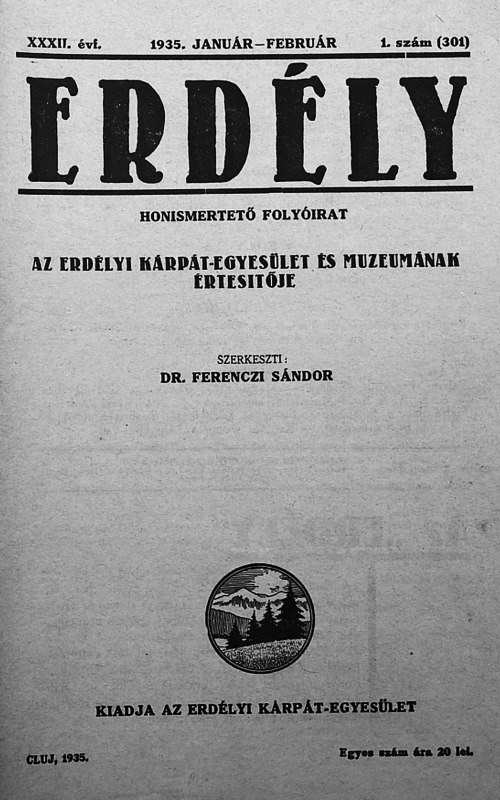 XXXII. évf. 1935. JANUÁR–FEBRUÁR 1. szám (301)
ERDÉLY
HONISMERTETŐ FOLYÓIRAT
AZ ERDÉLYI KÁRPÁT-EGYESÜLET ÉS MUZEUMÁNAK
ÉRTESITŐJE
SZERKESZTI:
DR. FERENCZI SÁNDOR
KIADJA AZ ERDÉLYI KÁRPÁT-EGYESÜLET
CLUJ, 1935. Egyes szám ára 20 lei.